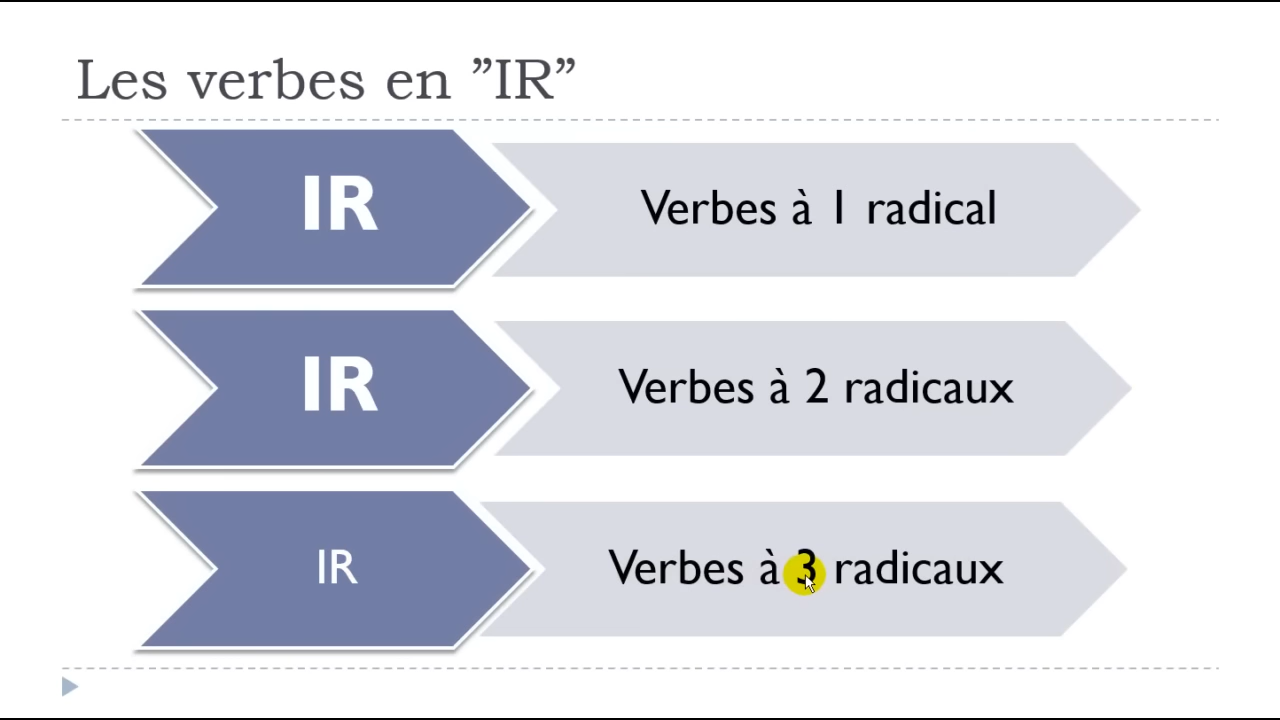 Les verbes en ”IR”
IR
Verbes à 1 radical
IR
Verbes à 2 radicaux
IR
Verbes à 3 radicaux